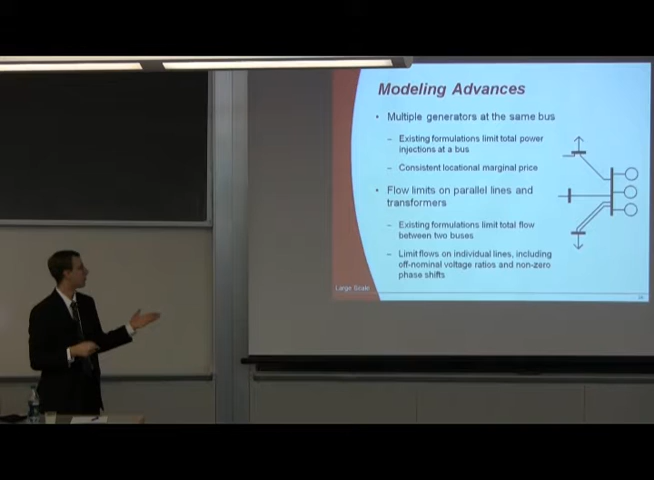 Modeling Advances
• Multiple generators at the same bus
– Existing formulations limit total power
injections at a bus
– Consistent locational marginal price
• Flow limits on parallel lines and
transformers
– Existing formulations limit total flow
between two buses
– Limit flows on individual lines, including
off-nominal voltage ratios and non-zero
phase shifts
Large Scale